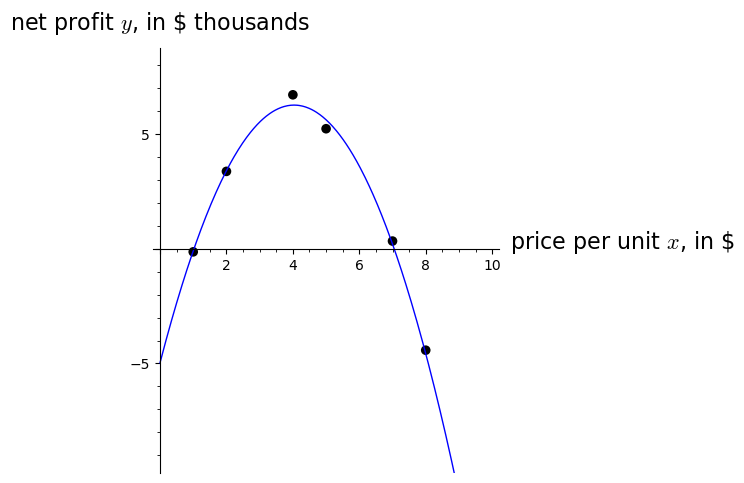 net profit y, in $ thousands
5
price per unit x, in $
2 4 6 8 10
−5